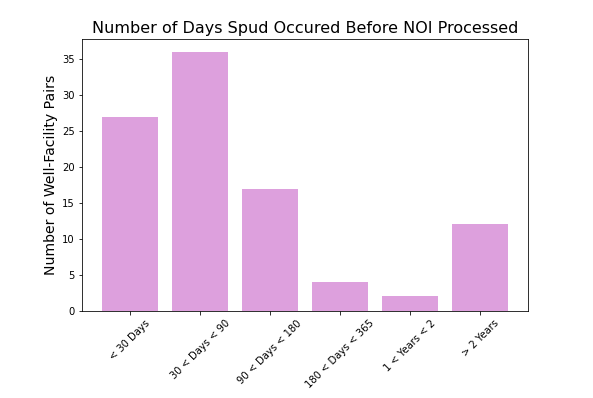 Number of Days Spud Occured Before NOI Processed
Number of Well-Facility Pairs
35
30
25
20
15
10
5
0
< 30 Days
30 < Days < 90
90 < Days < 180
180 < Days < 365
1 < Years < 2
> 2 Years